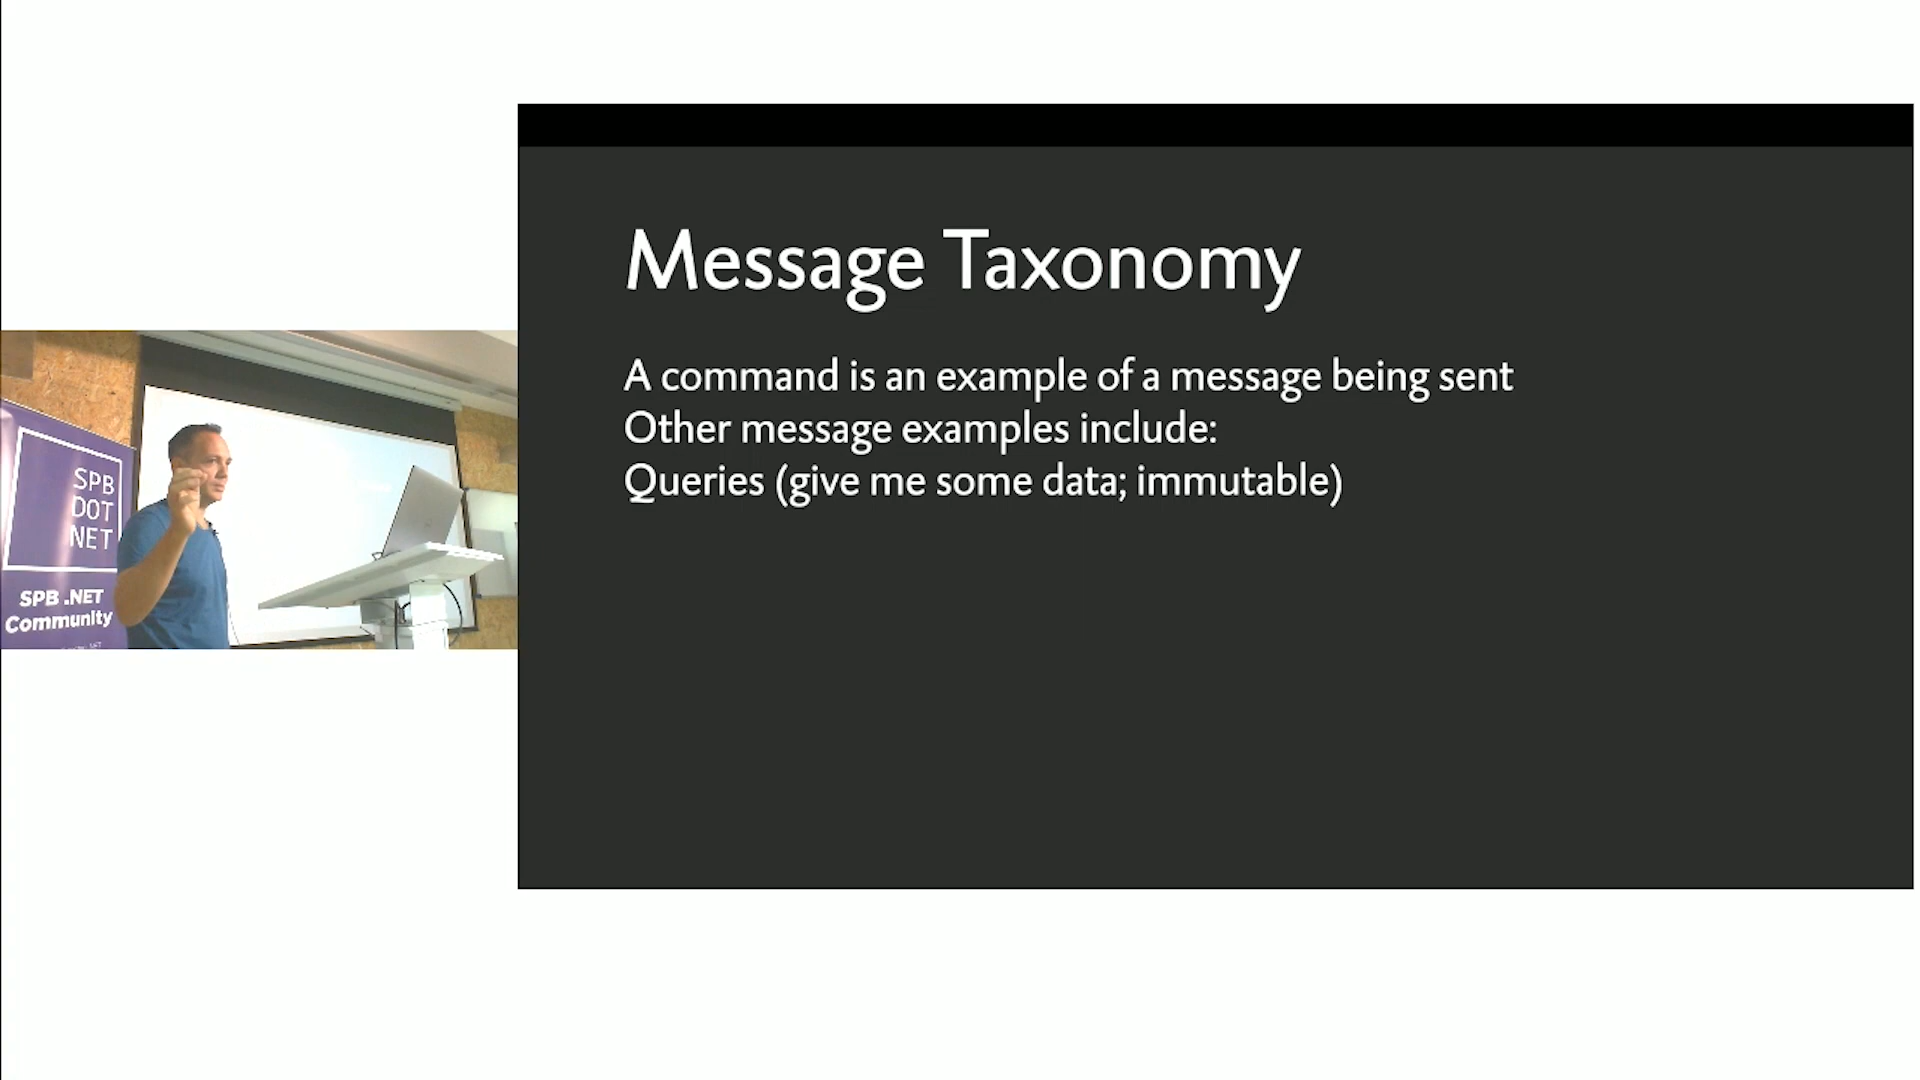 Message Taxonomy
A command is an example of a message being sent
Other message examples include:
Queries (give me some data; immutable)
SPB
DOT
NET
SPB .NET
Community